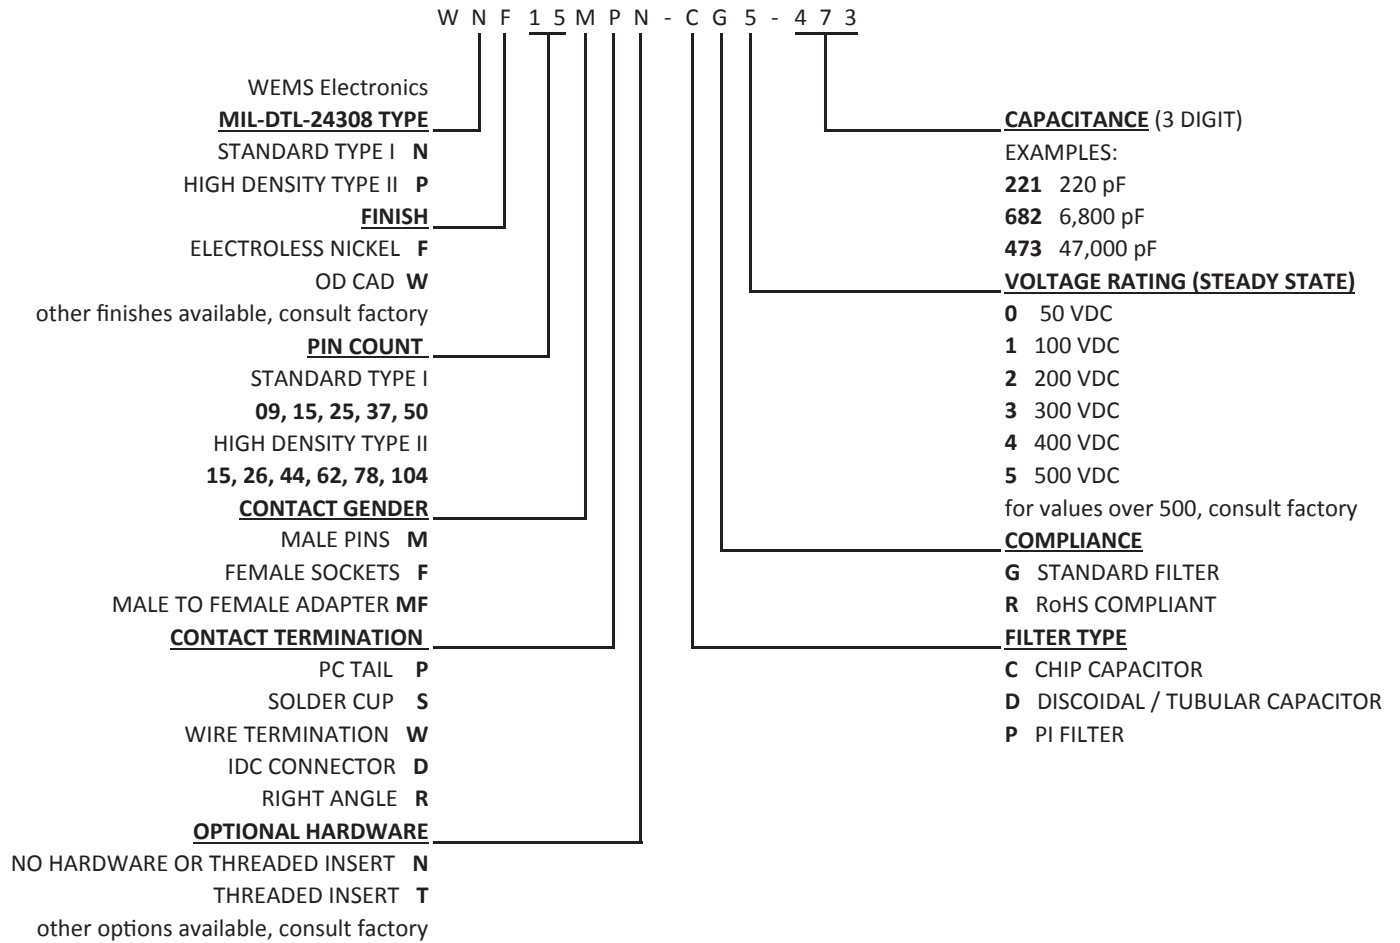 W N F 1 5 M P N - C G 5 - 4 7 3
WEMS Electronics
MIL-DTL-24308 TYPE
STANDARD TYPE I N
HIGH DENSITY TYPE II P
FINISH
ELECTROLESS NICKEL F
OD CAD W
other finishes available, consult factory
PIN COUNT
STANDARD TYPE I
09, 15, 25, 37, 50
HIGH DENSITY TYPE II
15, 26, 44, 62, 78, 104
CONTACT GENDER
MALE PINS M
FEMALE SOCKETS F
MALE TO FEMALE ADAPTER MF
CONTACT TERMINATION
PC TAIL P
SOLDER CUP S
WIRE TERMINATION W
IDC CONNECTOR D
RIGHT ANGLE R
OPTIONAL HARDWARE
NO HARDWARE OR THREADED INSERT N
THREADED INSERT T
other options available, consult factory
CAPACITANCE (3 DIGIT)
EXAMPLES:
221 220 pF
682 6,800 pF
473 47,000 pF
VOLTAGE RATING (STEADY STATE)
0 50 VDC
1 100 VDC
2 200 VDC
3 300 VDC
4 400 VDC
5 500 VDC
for values over 500, consult factory
COMPLIANCE
G STANDARD FILTER
R RoHS COMPLIANT
FILTER TYPE
C CHIP CAPACITOR
D DISCOIDAL / TUBULAR CAPACITOR
P PI FILTER